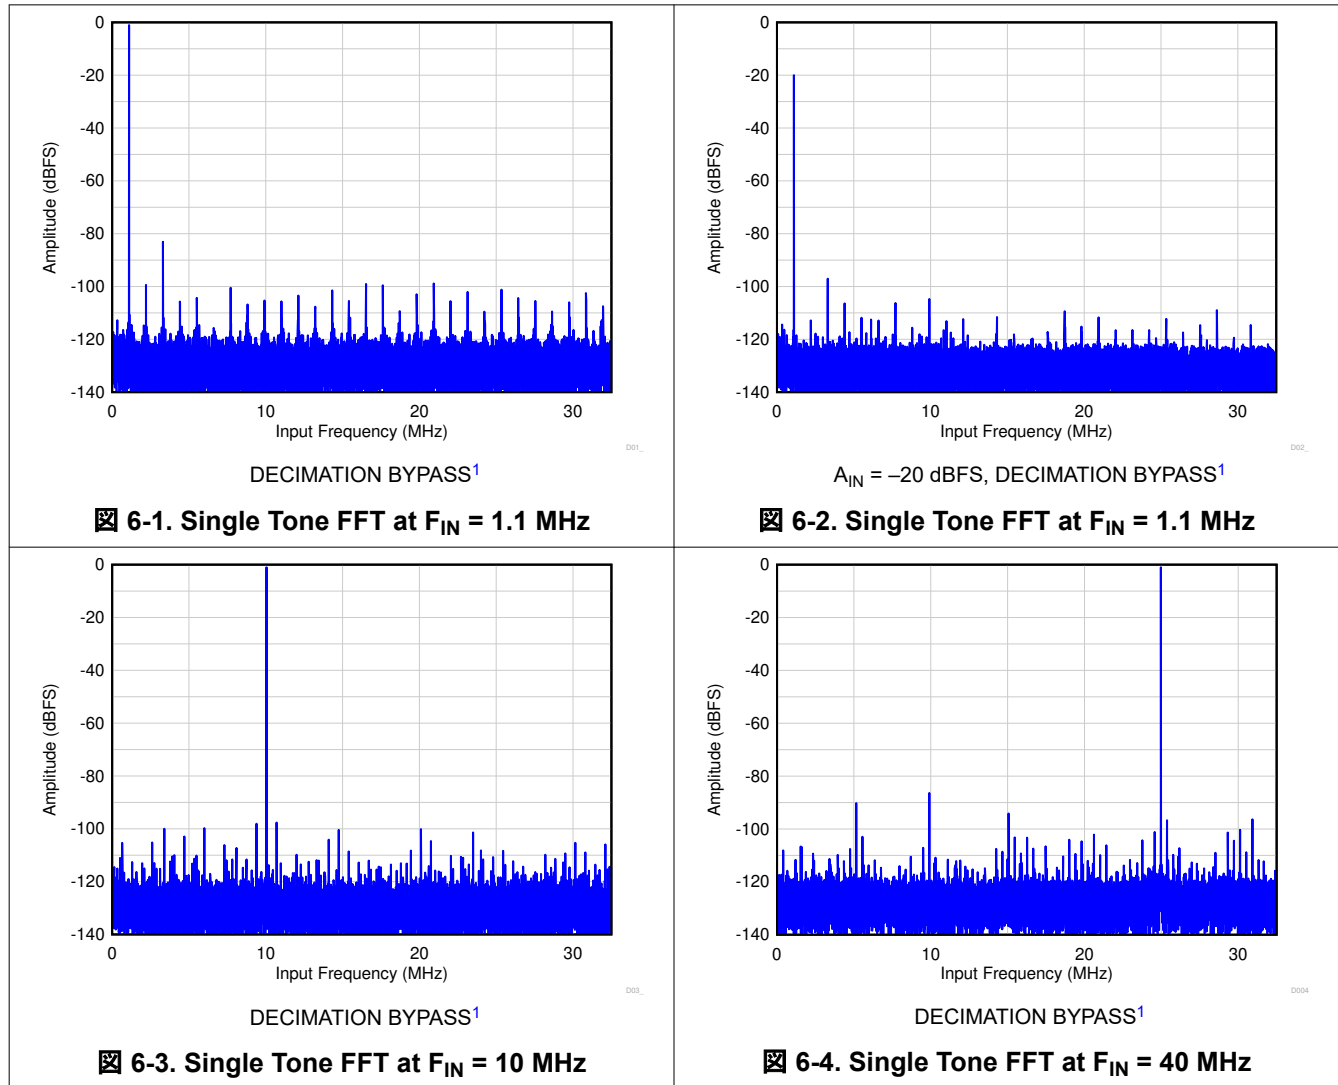 0
-20
-40
-60
-80
-100
-120
-140
Amplitude (dBFS)
0 10 20 30
Input Frequency (MHz)
D01_
DECIMATION BYPASS1
図 6-1. Single Tone FFT at FIN = 1.1 MHz
0
-20
-40
-60
-80
-100
-120
-140
Amplitude (dBFS)
0 10 20 30
Input Frequency (MHz)
D02_
AIN = –20 dBFS, DECIMATION BYPASS1
図 6-2. Single Tone FFT at FIN = 1.1 MHz
0
-20
-40
-60
-80
-100
-120
-140
Amplitude (dBFS)
0 10 20 30
Input Frequency (MHz)
D03_
DECIMATION BYPASS1
図 6-3. Single Tone FFT at FIN = 10 MHz
0
-20
-40
-60
-80
-100
-120
-140
Amplitude (dBFS)
0 10 20 30
Input Frequency (MHz)
D004
DECIMATION BYPASS1
図 6-4. Single Tone FFT at FIN = 40 MHz